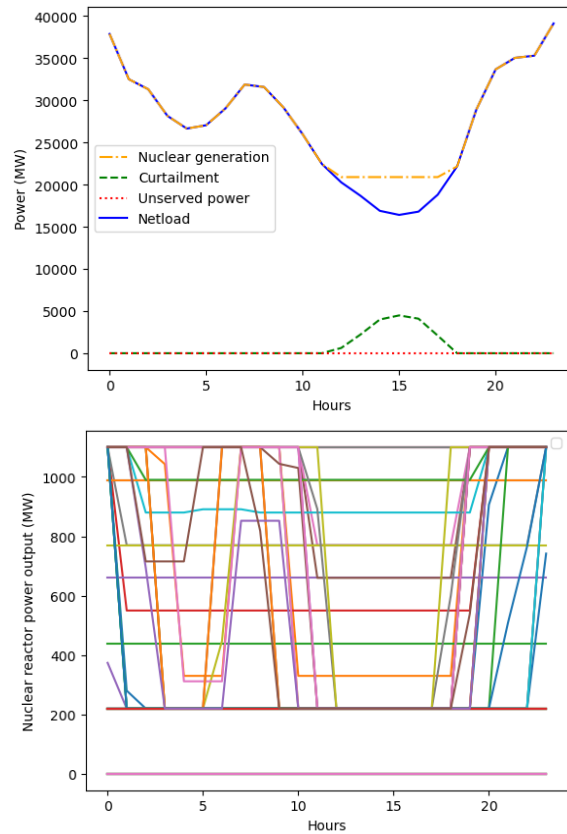 40000
35000
30000
25000
20000
15000
10000
5000
0
Power (MW)
Nuclear generation
Curtailment
Unserved power
Netload
0 5 10 15 20
Hours
1000
800
600
400
200
0
Nuclear reactor power output (MW)
0 5 10 15 20
Hours